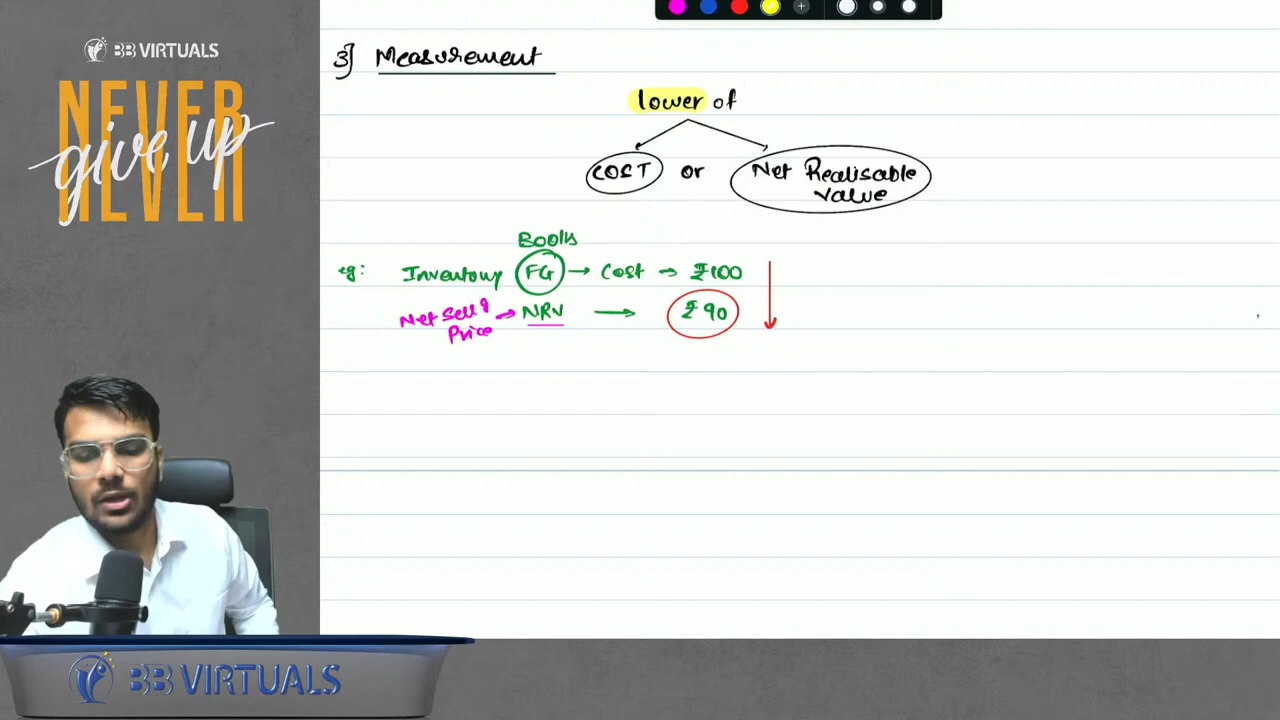 BB VIRTUALS
NEVER
give up
NEVER
3] Measurement
lower of
COST or Net Realisable
Value
Books
eg: Inventory FG → Cost → ₹100
Net Sellg → NRV → ₹90
Price
BB VIRTUALS